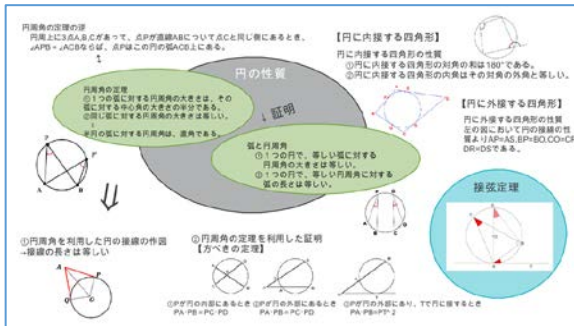 円周角の定理の逆
円周上に3点A,B,Cがあって、点Pが直線ABについて点Cと同じ側にあるとき、
∠APB=∠ACBならば、点Pはこの円の弧ACB上にある。
円の性質
円周角の定理
①1つの弧に対する円周角の大きさは、その
弧に対する中心角の大きさの半分である。
②同じ弧に対する円周角の大きさは等しい。
半円の弧に対する円周角は、直角である。
↓証明
弧と円周角
①1つの円で、等しい弧に対する
円周角の大きさは等しい。
②1つの円で、等しい円周角に対する
弧の長さは等しい。
【円に内接する四角形】
円に内接する四角形の性質
①円に内接する四角形の対角の和は180°である。
②円に内接する四角形の内角はその対角の外角と等しい。
【円に外接する四角形】
円に外接する四角形の性質
左の図において円の接線の性
質よりAP=AS,BP=BQ,CQ=CR
DR=DSである。
接弦定理
①円周角を利用した円の接線の作図
→接線の長さは等しい
②円周角の定理を利用した証明
【方べきの定理】
①Pが円の内部にあるとき
PA・PB=PC・PD
②Pが円の外部にあるとき
PA・PB=PC・PD
③Pが円の外部にあり、Tで円に接するとき
PA・PB=PT^2
P
P'
A
B
A
P
Q
O